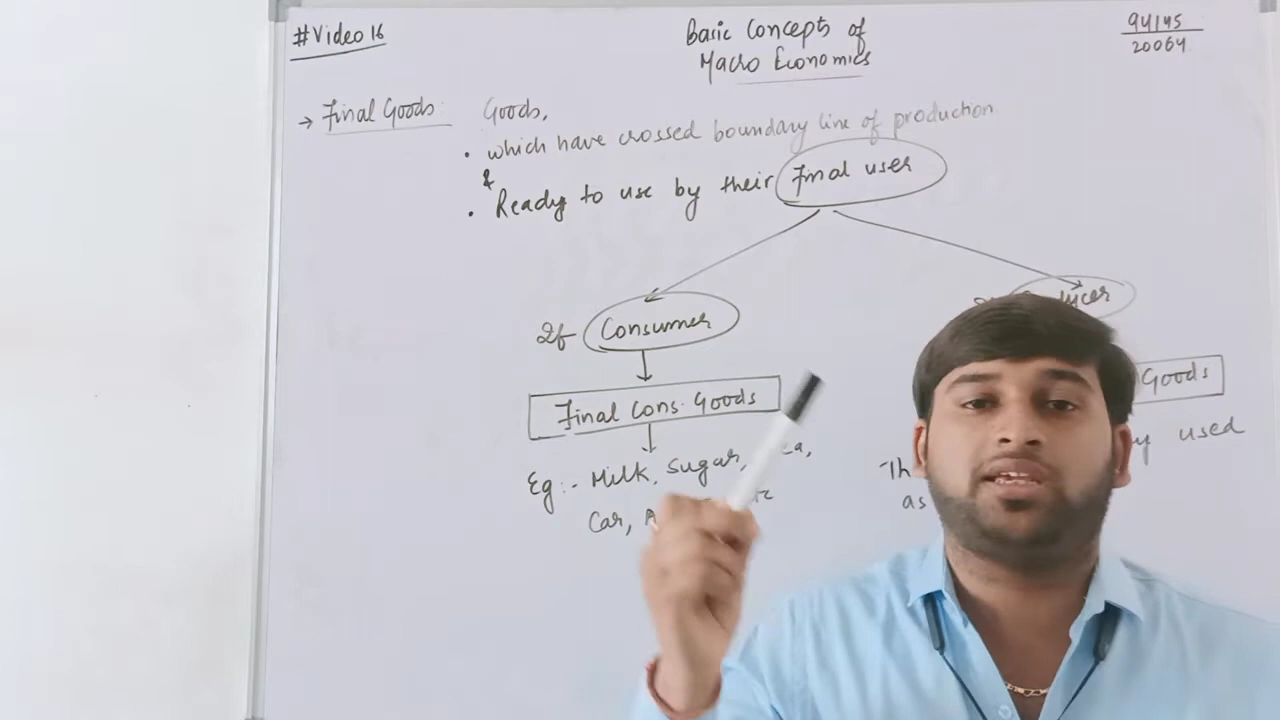 #Video 16
Basic Concepts of
Macro Economics
94145
20064
→ Final Goods Goods,
• which have crossed boundary line of production
&
• Ready to use by their Final user
If Consumer
Final Cons. Goods
Goods
Eg:- Milk, Sugar,
Car,
used
as